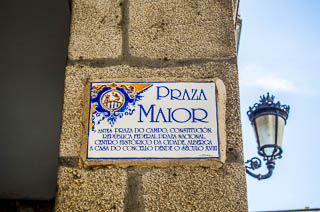 PRAZA
MAIOR
ANTES PRAZA DO CAMPO, CONSTITUCIÓN,
REPÚBLICA FEDERAL, PRAZA NACIONAL.
CENTRO HISTÓRICO DA CIDADE, ALBERGA
A CASA DO CONCELLO DENDE O SÉCULO XVIII